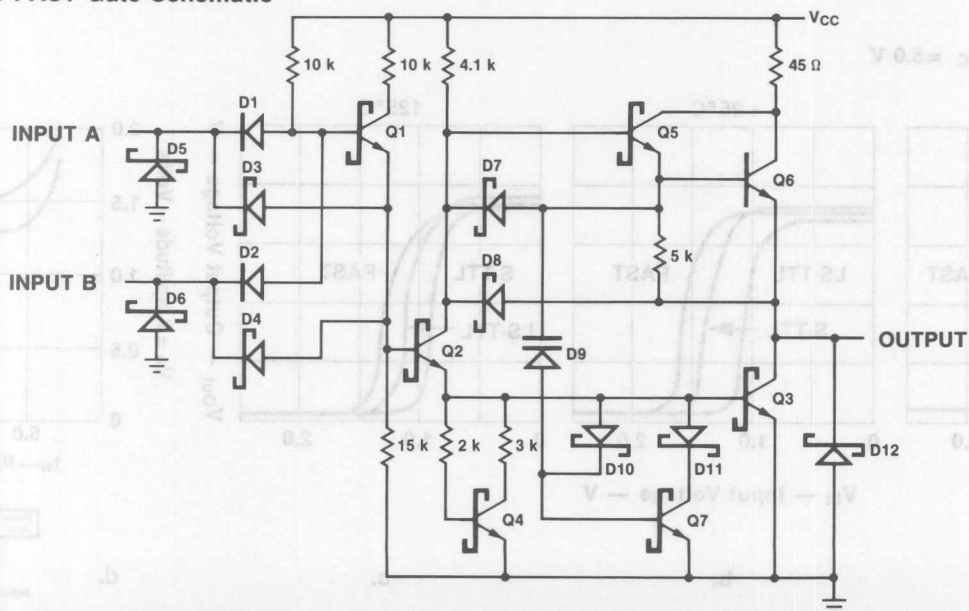 FAST Gate Schematic
VCC
10 k
10 k
4.1 k
45 Ω
D1
INPUT A
Q1
Q5
D5
D3
D7
Q6
D2
5 k
INPUT B
D8
D6
D4
Q2
OUTPUT
D9
Q3
15 k
2 k
3 k
D10
D11
D12
Q4
Q7